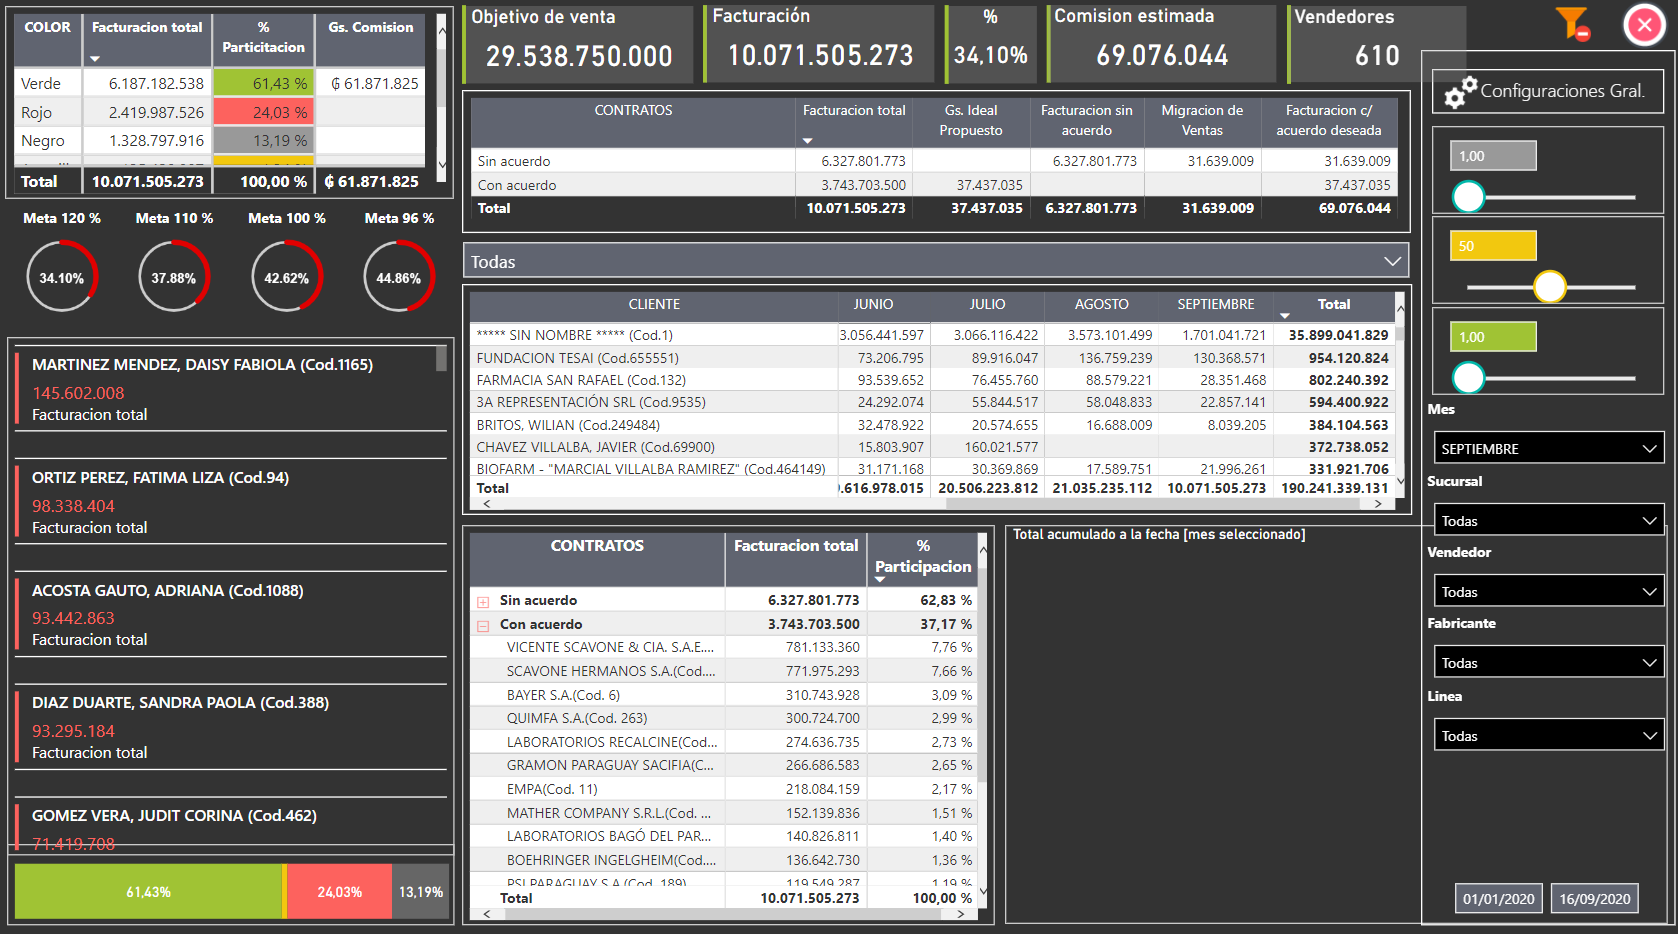 COLOR Facturacion total % Particitacion Gs. Comision
Verde 6.187.182.538 61,43 % ₲ 61.871.825
Rojo 2.419.987.526 24,03 %
Negro 1.328.797.916 13,19 %
Total 10.071.505.273 100,00 % ₲ 61.871.825
Meta 120 % Meta 110 % Meta 100 % Meta 96 %
34.10% 37.88% 42.62% 44.86%
MARTINEZ MENDEZ, DAISY FABIOLA (Cod.1165)
145.602.008
Facturacion total
ORTIZ PEREZ, FATIMA LIZA (Cod.94)
98.338.404
Facturacion total
ACOSTA GAUTO, ADRIANA (Cod.1088)
93.442.863
Facturacion total
DIAZ DUARTE, SANDRA PAOLA (Cod.388)
93.295.184
Facturacion total
GOMEZ VERA, JUDIT CORINA (Cod.462)
71.419.708
61,43% 24,03% 13,19%
Objetivo de venta
29.538.750.000
Facturación
10.071.505.273
%
34,10%
Comision estimada
69.076.044
Vendedores
610
CONTRATOS Facturacion total Gs. Ideal Propuesto Facturacion sin acuerdo Migracion de Ventas Facturacion c/ acuerdo deseada
Sin acuerdo 6.327.801.773 6.327.801.773 31.639.009 31.639.009
Con acuerdo 3.743.703.500 37.437.035 37.437.035
Total 10.071.505.273 37.437.035 6.327.801.773 31.639.009 69.076.044
Todas
CLIENTE JUNIO JULIO AGOSTO SEPTIEMBRE Total
***** SIN NOMBRE ***** (Cod.1) 3.056.441.597 3.066.116.422 3.573.101.499 1.701.041.721 35.899.041.829
FUNDACION TESAI (Cod.655551) 73.206.795 89.916.047 136.759.239 130.368.571 954.120.824
FARMACIA SAN RAFAEL (Cod.132) 93.539.652 76.455.760 88.579.221 28.351.468 802.240.392
3A REPRESENTACIÓN SRL (Cod.9535) 24.292.074 55.844.517 58.048.833 22.857.141 594.400.922
BRITOS, WILIAN (Cod.249484) 32.478.922 20.574.655 16.688.009 8.039.205 384.104.563
CHAVEZ VILLALBA, JAVIER (Cod.69900) 15.803.907 160.021.577 372.738.052
BIOFARM - "MARCIAL VILLALBA RAMIREZ" (Cod.464149) 31.171.168 30.369.869 17.589.751 21.996.261 331.921.706
Total .616.978.015 20.506.223.812 21.035.235.112 10.071.505.273 190.241.339.131
CONTRATOS Facturacion total % Participacion
Sin acuerdo 6.327.801.773 62,83 %
Con acuerdo 3.743.703.500 37,17 %
VICENTE SCAVONE & CIA. S.A.E.... 781.133.360 7,76 %
SCAVONE HERMANOS S.A.(Cod.... 771.975.293 7,66 %
BAYER S.A.(Cod. 6) 310.743.928 3,09 %
QUIMFA S.A.(Cod. 263) 300.724.700 2,99 %
LABORATORIOS RECALCINE(Cod... 274.636.735 2,73 %
GRAMON PARAGUAY SACIFIA(C... 266.686.583 2,65 %
EMPA(Cod. 11) 218.084.159 2,17 %
MATHER COMPANY S.R.L.(Cod. ... 152.139.836 1,51 %
LABORATORIOS BAGÓ DEL PAR... 140.826.811 1,40 %
BOEHRINGER INGELGHEIM(Cod.... 136.642.730 1,36 %
PSI PARAGUAY S.A.(Cod. 189) 119.549.287 1,19 %
Total 10.071.505.273 100,00 %
Total acumulado a la fecha [mes seleccionado]
Configuraciones Gral.
1,00
50
1,00
Mes
SEPTIEMBRE
Sucursal
Todas
Vendedor
Todas
Fabricante
Todas
Linea
Todas
01/01/2020 16/09/2020